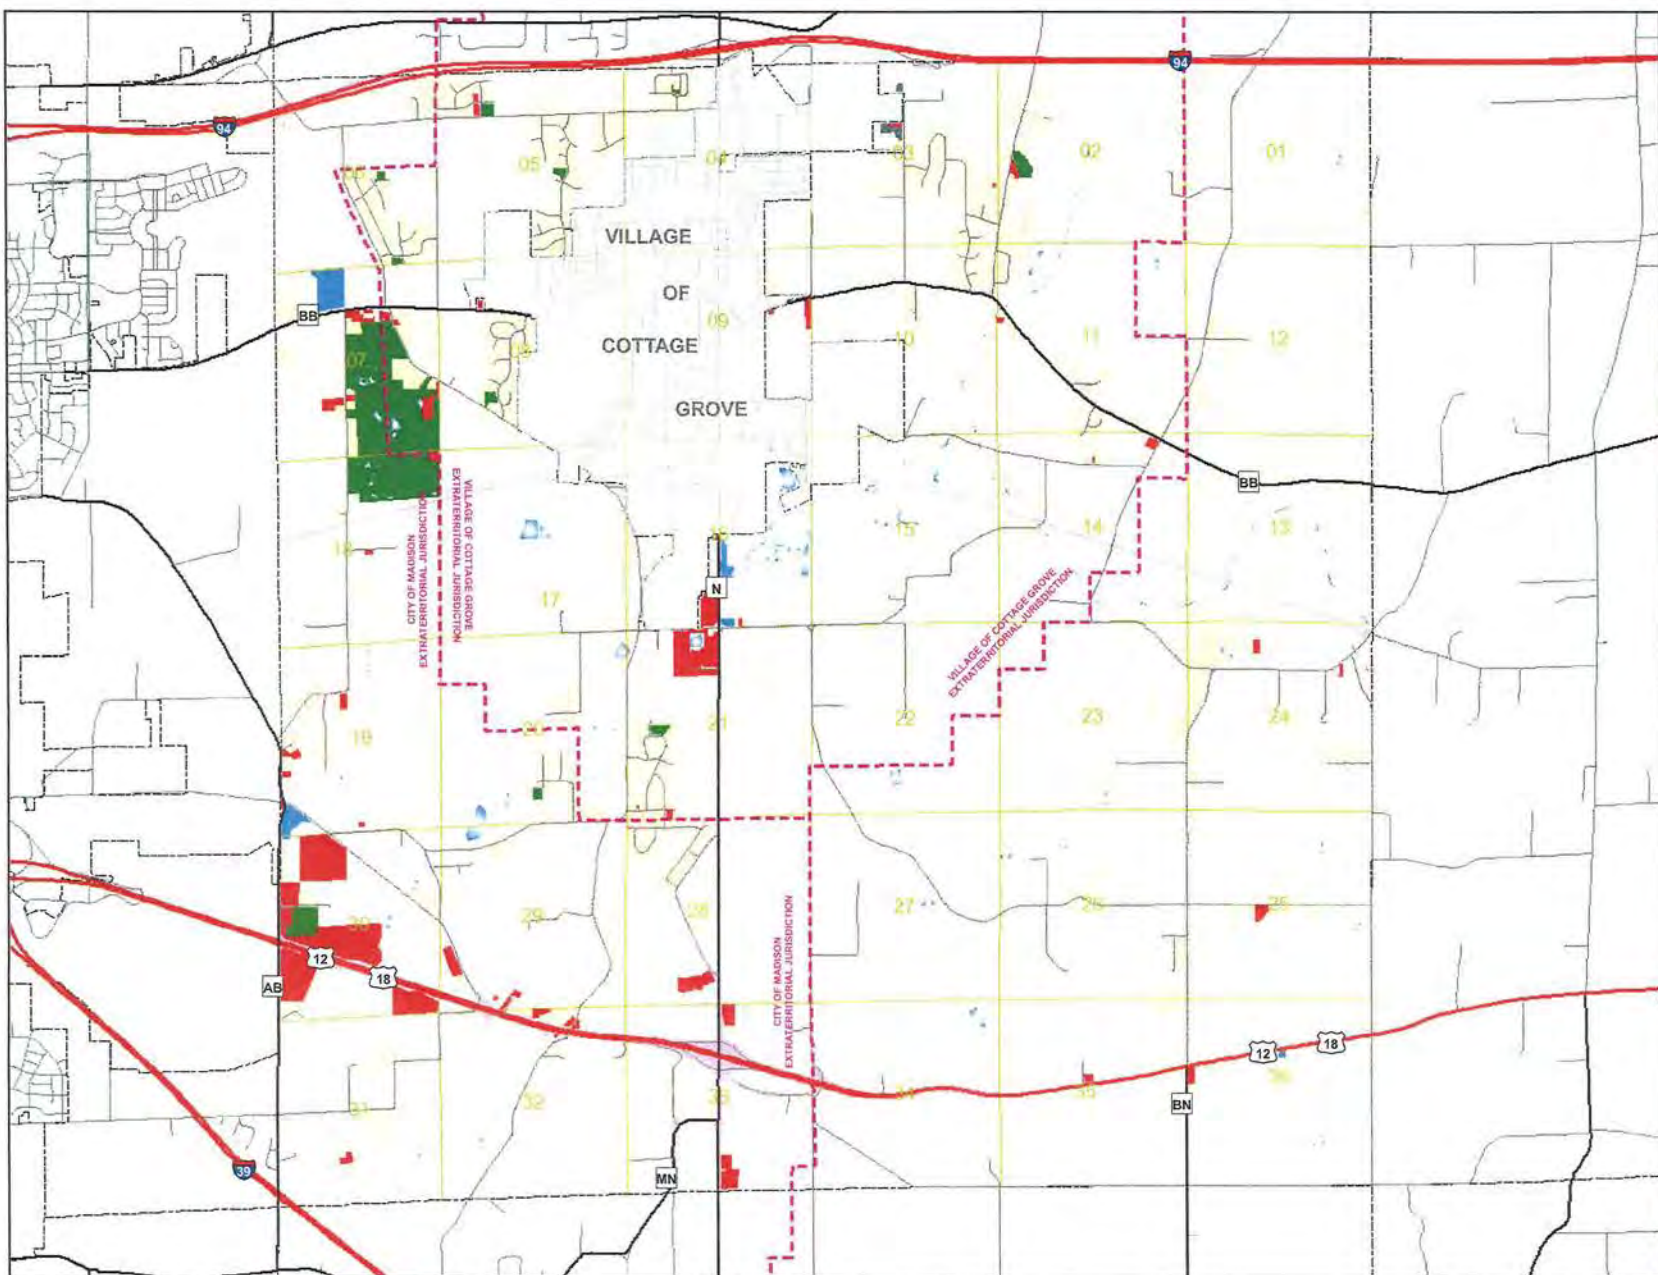 94
94
06
05
04
03
02
01
VILLAGE
OF
COTTAGE
GROVE
BB
07
08
09
10
11
12
BB
18
17
16
15
14
13
N
CITY OF MADISON
EXTRATERRITORIAL JURISDICTION
VILLAGE OF COTTAGE GROVE
EXTRATERRITORIAL JURISDICTION
VILLAGE OF COTTAGE GROVE
EXTRATERRITORIAL JURISDICTION
19
20
21
22
23
24
30
29
28
27
26
25
CITY OF MADISON
EXTRATERRITORIAL JURISDICTION
12
18
AB
12
18
31
32
33
34
35
36
BN
39
MN